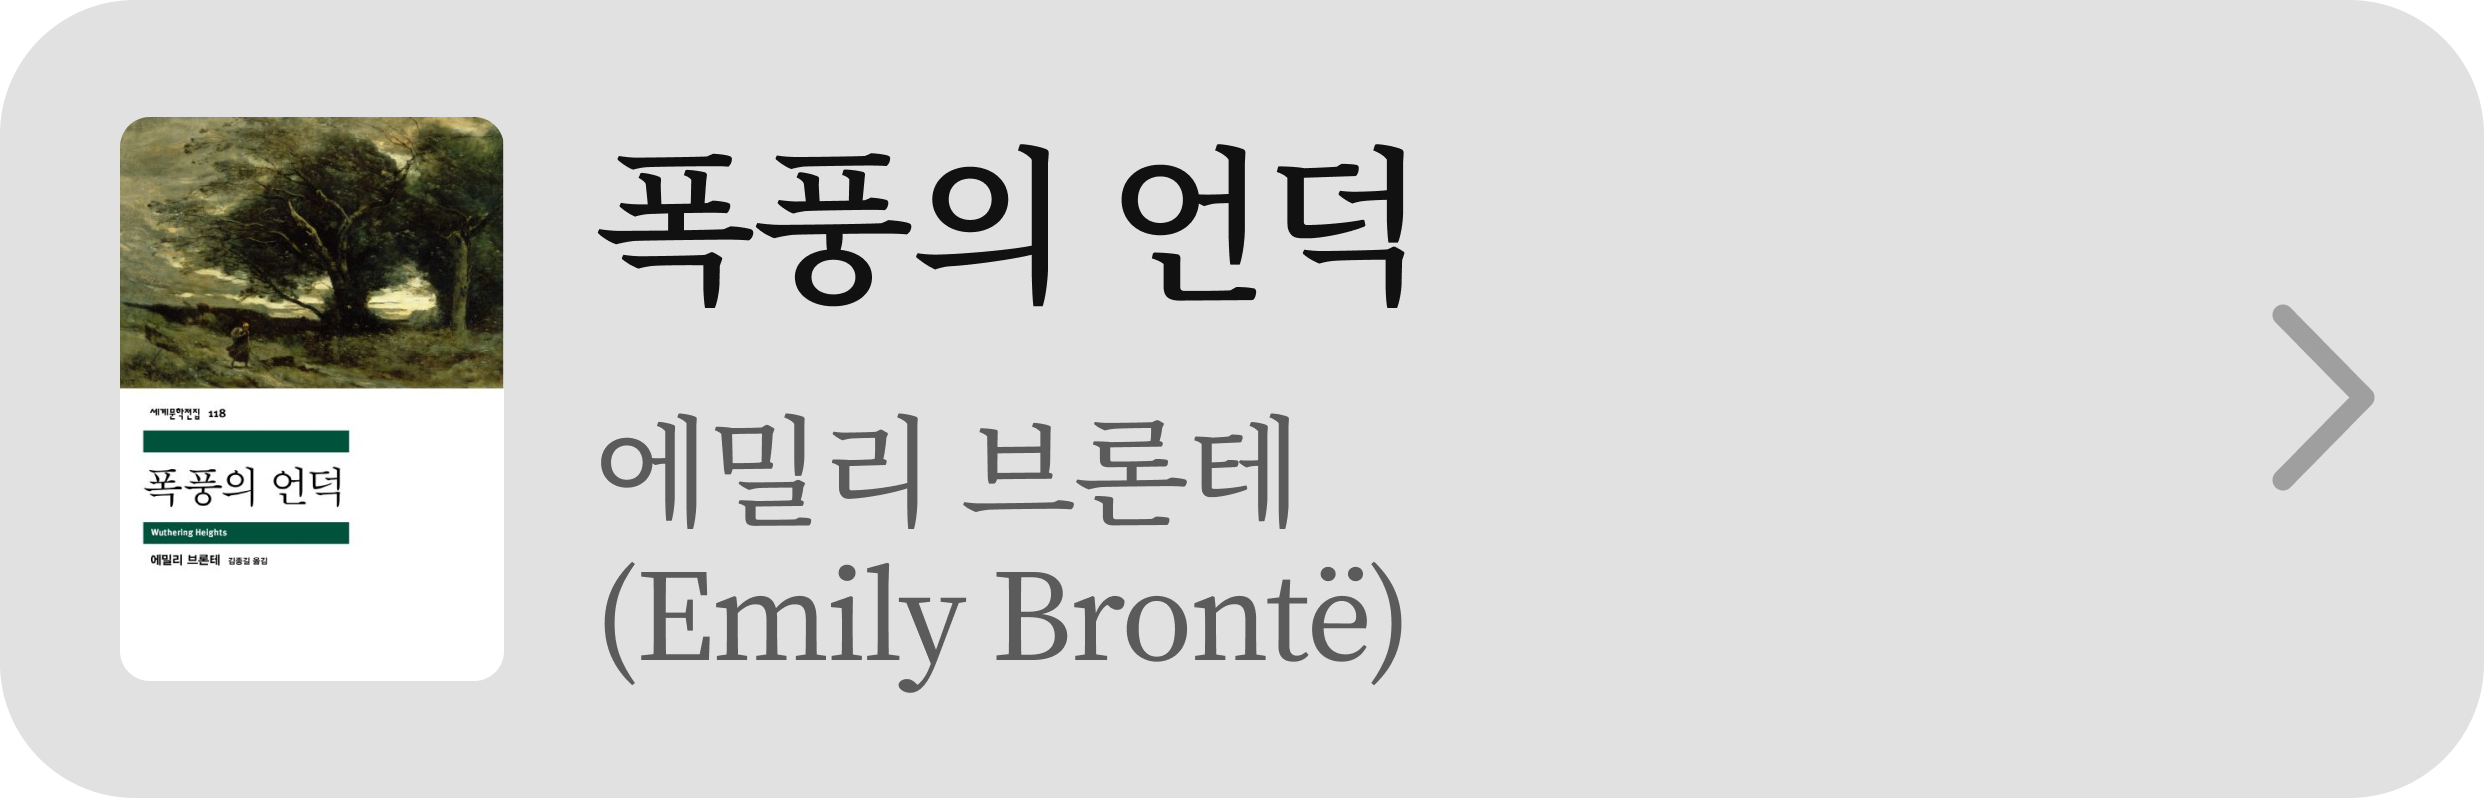 세계문학전집 118
폭풍의 언덕
Wuthering Heights
에밀리 브론테 김종길 옮김
폭풍의 언덕
에밀리 브론테
(Emily Brontë)